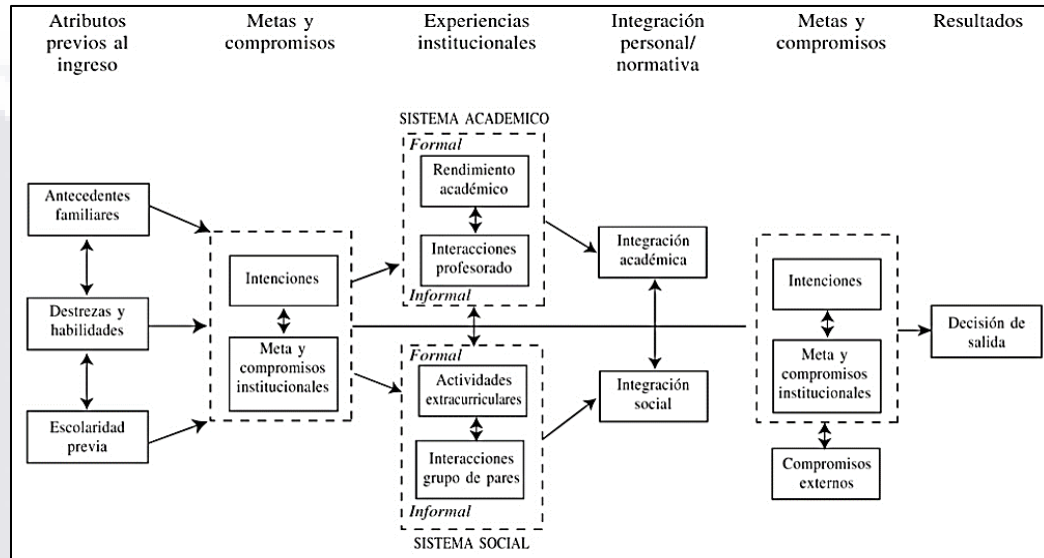 Atributos
previos al
ingreso
Metas y
compromisos
Experiencias
institucionales
Integración
personal/
normativa
Metas y
compromisos
Resultados
Antecedentes
familiares
Destrezas y
habilidades
Escolaridad
previa
Intenciones
Meta y
compromisos
institucionales
SISTEMA ACADEMICO
Formal
Rendimiento
académico
Interacciones
profesorado
Informal
Formal
Actividades
extracurriculares
Interacciones
grupo de pares
Informal
SISTEMA SOCIAL
Integración
académica
Integración
social
Intenciones
Meta y
compromisos
institucionales
Compromisos
externos
Decisión de
salida